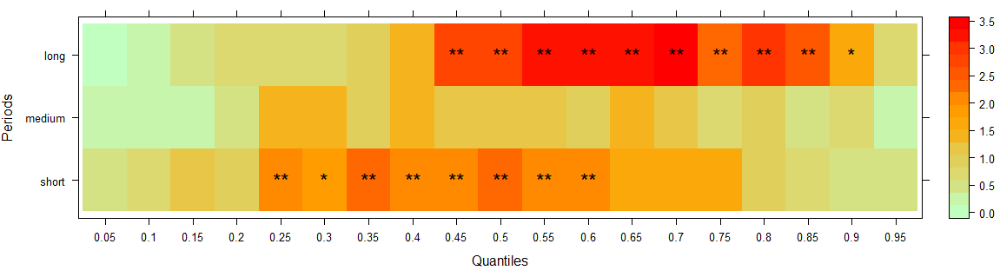 long ** ** ** ** ** ** ** ** ** * 3.5
3.0
2.5
medium 2.0
1.5
1.0
short ** * ** ** ** ** ** ** 0.5
0.0
Periods
0.05 0.1 0.15 0.2 0.25 0.3 0.35 0.4 0.45 0.5 0.55 0.6 0.65 0.7 0.75 0.8 0.85 0.9 0.95
Quantiles